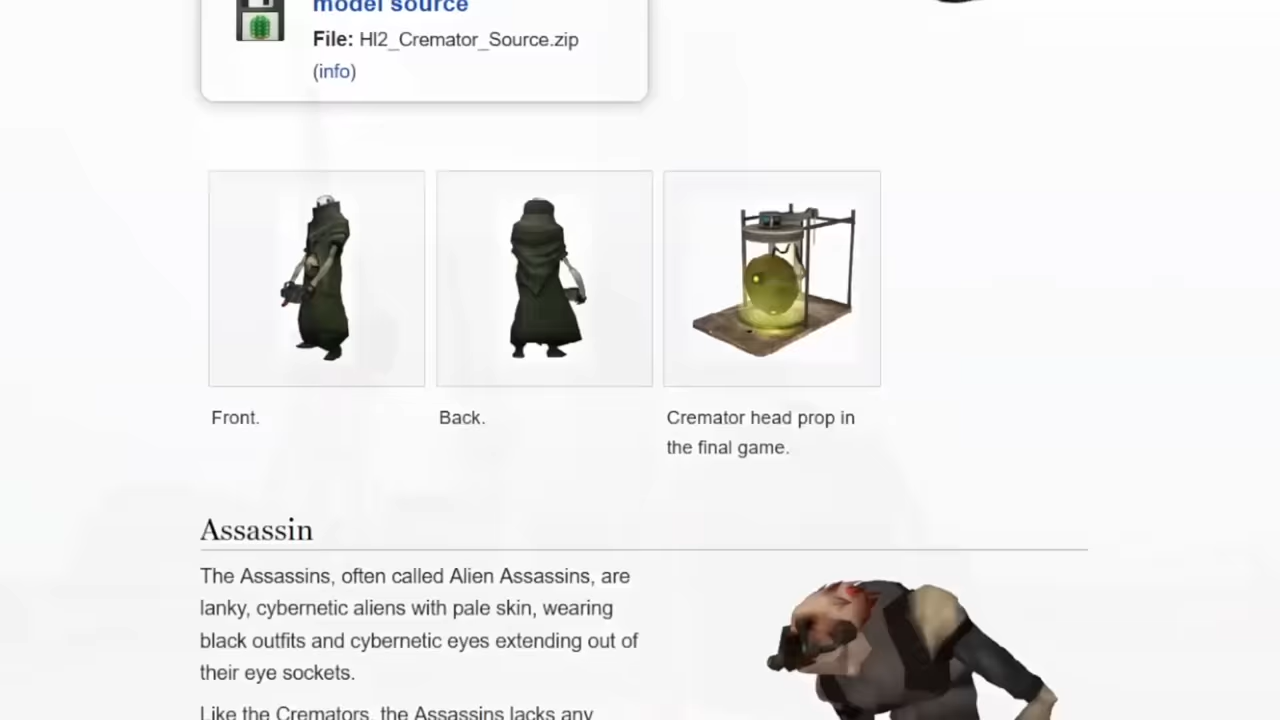 model source
File: Hl2_Cremator_Source.zip
(info)
Front.
Back.
Cremator head prop in
the final game.
Assassin
The Assassins, often called Alien Assassins, are
lanky, cybernetic aliens with pale skin, wearing
black outfits and cybernetic eyes extending out of
their eye sockets.
Like the Cremators, the Assassins lacks any